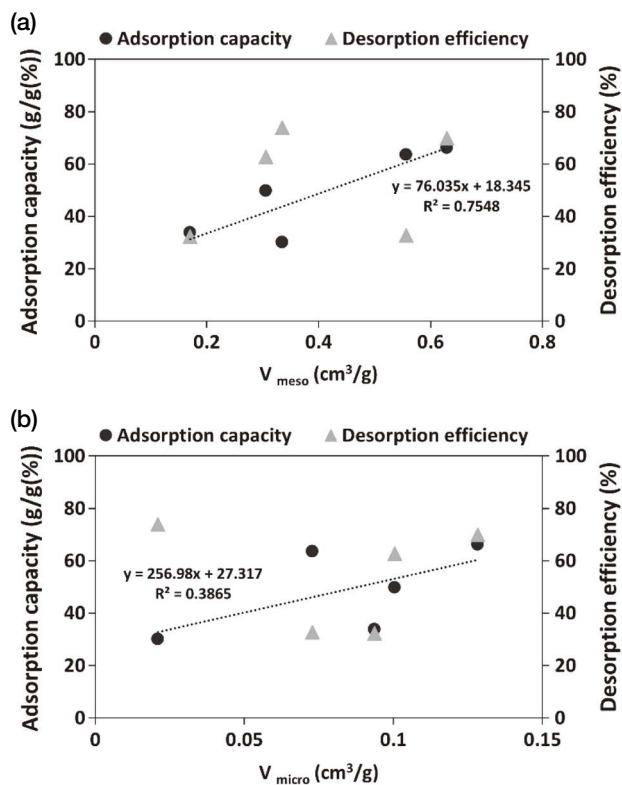 (a)
● Adsorption capacity ▲ Desorption efficiency
Adsorption capacity (g/g(%))
100
80
60
40
20
0
y = 76.035x + 18.345
R² = 0.7548
100
80
60
40
20
0
Desorption efficiency (%)
0 0.2 0.4 0.6 0.8
V meso (cm³/g)
(b)
● Adsorption capacity ▲ Desorption efficiency
Adsorption capacity (g/g(%))
100
80
60
40
20
0
y = 256.98x + 27.317
R² = 0.3865
100
80
60
40
20
0
Desorption efficiency (%)
0 0.05 0.1 0.15
V micro (cm³/g)